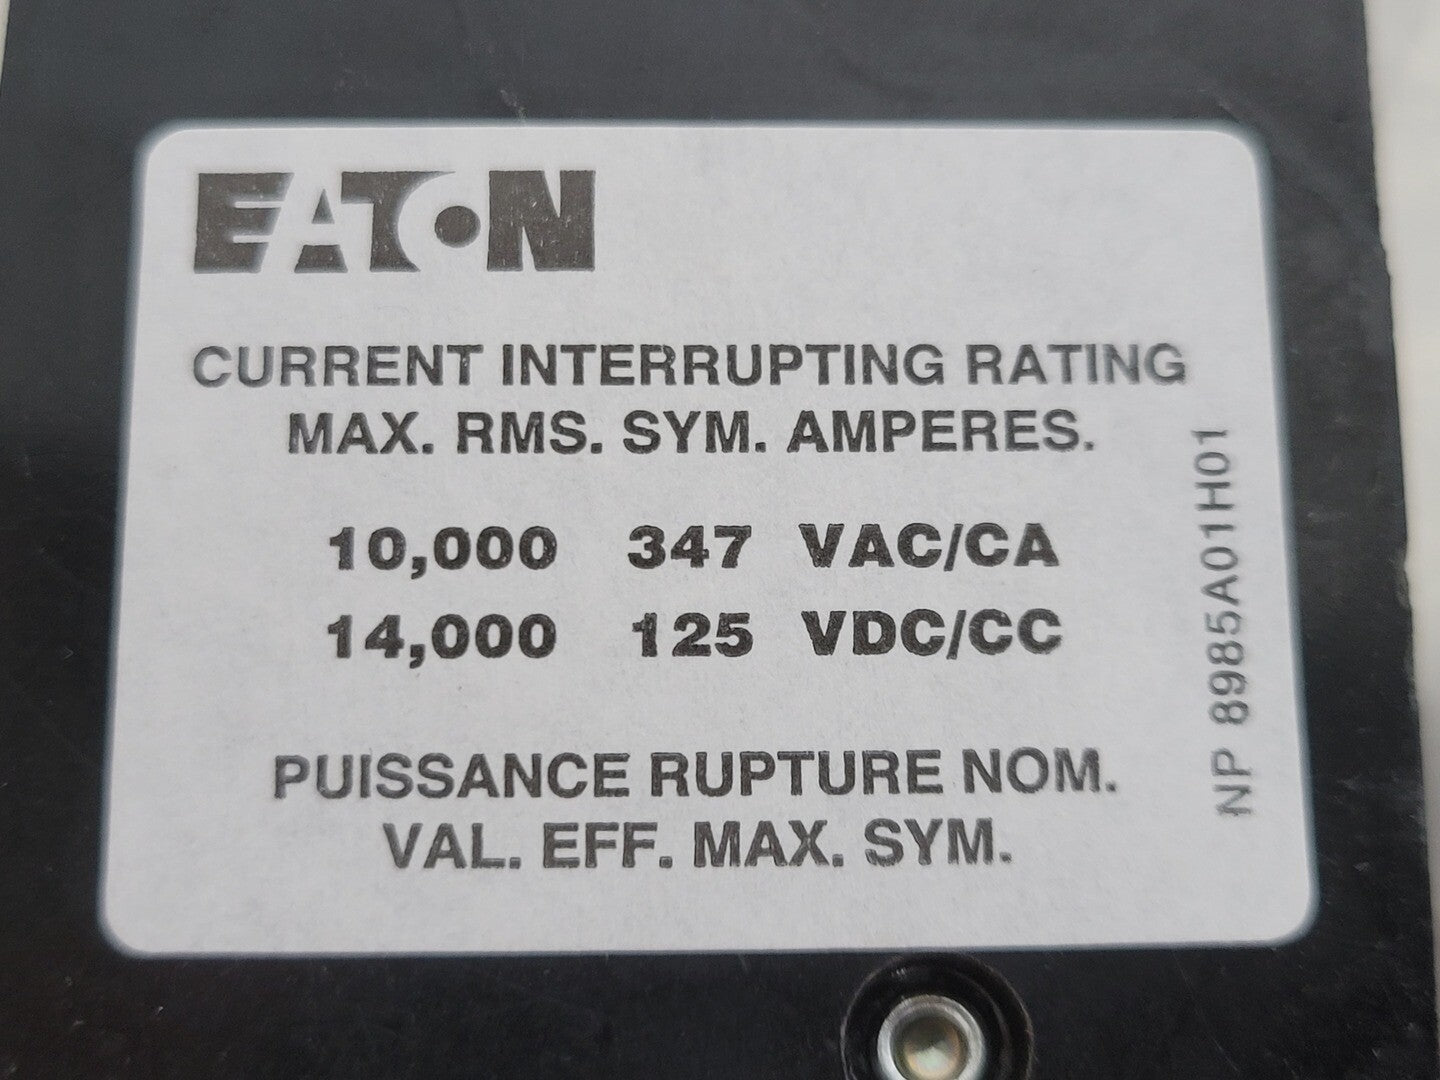 EATON
CURRENT INTERRUPTING RATING
MAX. RMS. SYM. AMPERES.
10,000 347 VAC/CA
14,000 125 VDC/CC
PUISSANCE RUPTURE NOM.
VAL. EFF. MAX. SYM.
NP 8985A01H01